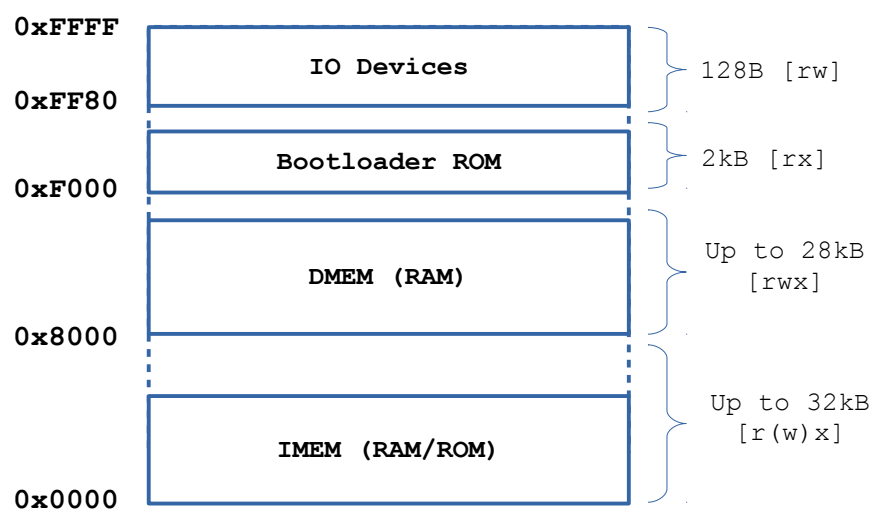 0xFFFF
IO Devices
128B [rw]
0xFF80
Bootloader ROM
2kB [rx]
0xF000
Up to 28kB
[rwx]
DMEM (RAM)
0x8000
Up to 32kB
[r(w)x]
IMEM (RAM/ROM)
0x0000